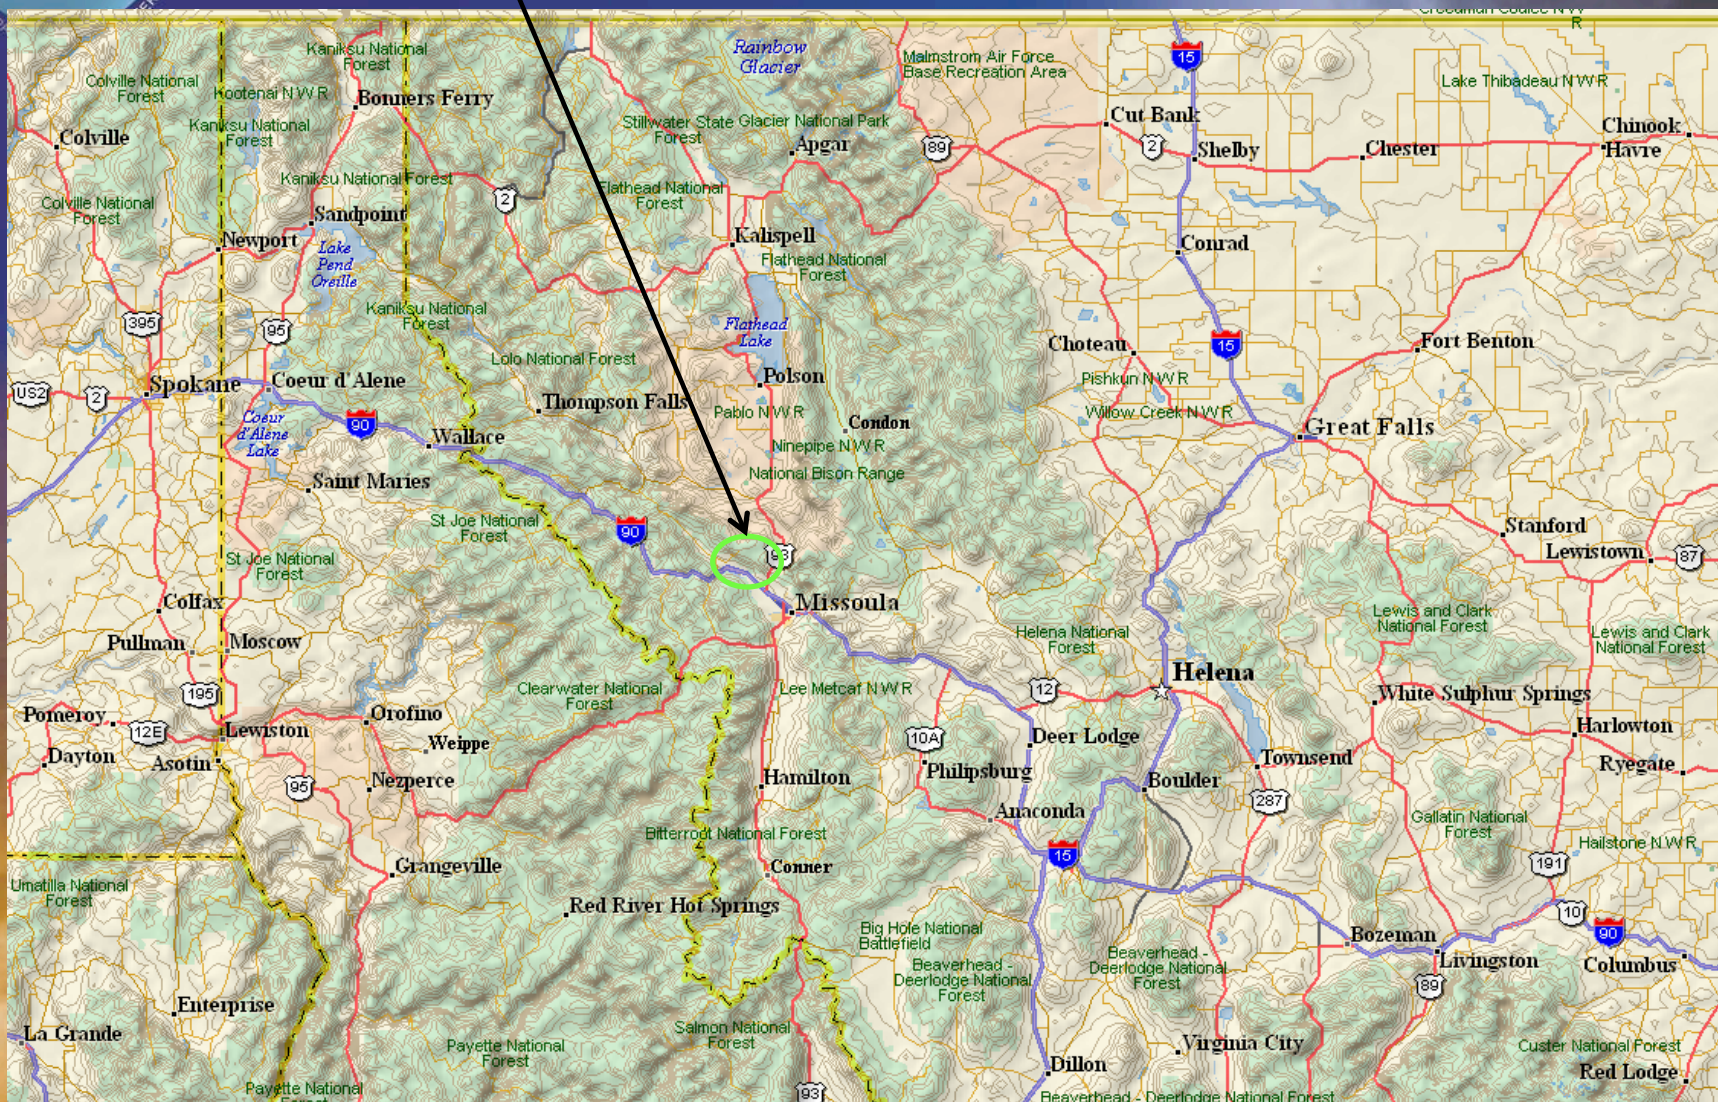 Creedman Coulee N W
R
Rainbow
Glacier
Kaniksu National
Forest
Malmstrom Air Force
Base Recreation Area
15
Lake Thibadeau N W R
Colville National
Forest
Kootenai N W R
Bonners Ferry
Cut Bank
Chinook
Colville
Kaniksu National
Forest
Stillwater State
Forest
Glacier National Park
Apgar
89
2
Shelby
Chester
Havre
Kaniksu National Forest
Flathead National
Forest
2
Colville National
Forest
Sandpoint
Newport
Lake
Pend
Oreille
Kalispell
Conrad
Flathead National
Forest
Kaniksu National
Forest
395
95
Flathead
Lake
15
Choteau
Fort Benton
Lolo National Forest
US2
2
Spokane
Coeur d'Alene
Polson
Pishkun N W R
Thompson Falls
Pablo N W R
Willow Creek N W R
Coeur
d'Alene
Lake
90
Wallace
Condon
Great Falls
Ninepipe N W R
National Bison Range
Saint Maries
St Joe National
Forest
90
Stanford
St Joe National
Forest
93
Lewistown
87
Colfax
Missoula
Lewis and Clark
National Forest
Pullman
Moscow
Helena National
Forest
Lewis and Clark
National Forest
Helena
195
Clearwater National
Forest
Lee Metcalf N W R
12
White Sulphur Springs
Pomeroy
12E
Lewiston
Orofino
Weippe
10A
Deer Lodge
Harlowton
Dayton
Asotin
Townsend
Ryegate
95
Nezperce
Hamilton
Philipsburg
Boulder
287
Anaconda
Bitterroot National Forest
Gallatin National
Forest
Hailstone N W R
15
Grangeville
Conner
191
Umatilla National
Forest
Red River Hot Springs
Big Hole National
Battlefield
10
90
Bozeman
Beaverhead -
Deerlodge National
Forest
Beaverhead -
Deerlodge National
Forest
Livingston
Columbus
89
Enterprise
La Grande
Salmon National
Forest
Payette National
Forest
Virginia City
Custer National Forest
Dillon
Red Lodge
Payette National
Forest
93
Beaverhead - Deerlodge National Forest